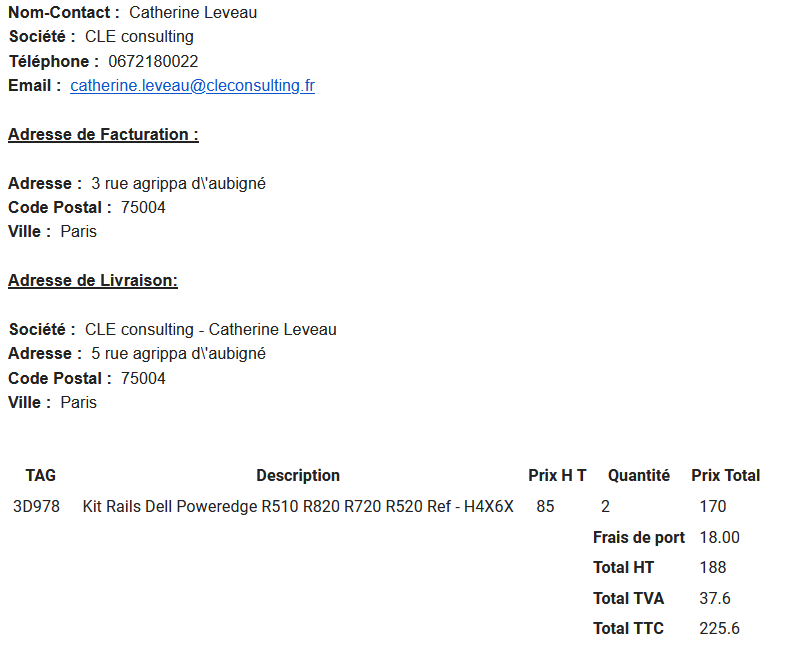 Nom-Contact : Catherine Leveau
Société : CLE consulting
Téléphone : 0672180022
Email : catherine.leveau@cleconsulting.fr
Adresse de Facturation :
Adresse : 3 rue agrippa d\'aubigné
Code Postal : 75004
Ville : Paris
Adresse de Livraison:
Société : CLE consulting - Catherine Leveau
Adresse : 5 rue agrippa d\'aubigné
Code Postal : 75004
Ville : Paris
TAG Description Prix H T Quantité Prix Total
3D978 Kit Rails Dell Poweredge R510 R820 R720 R520 Ref - H4X6X 85 2 170
Frais de port 18.00
Total HT 188
Total TVA 37.6
Total TTC 225.6